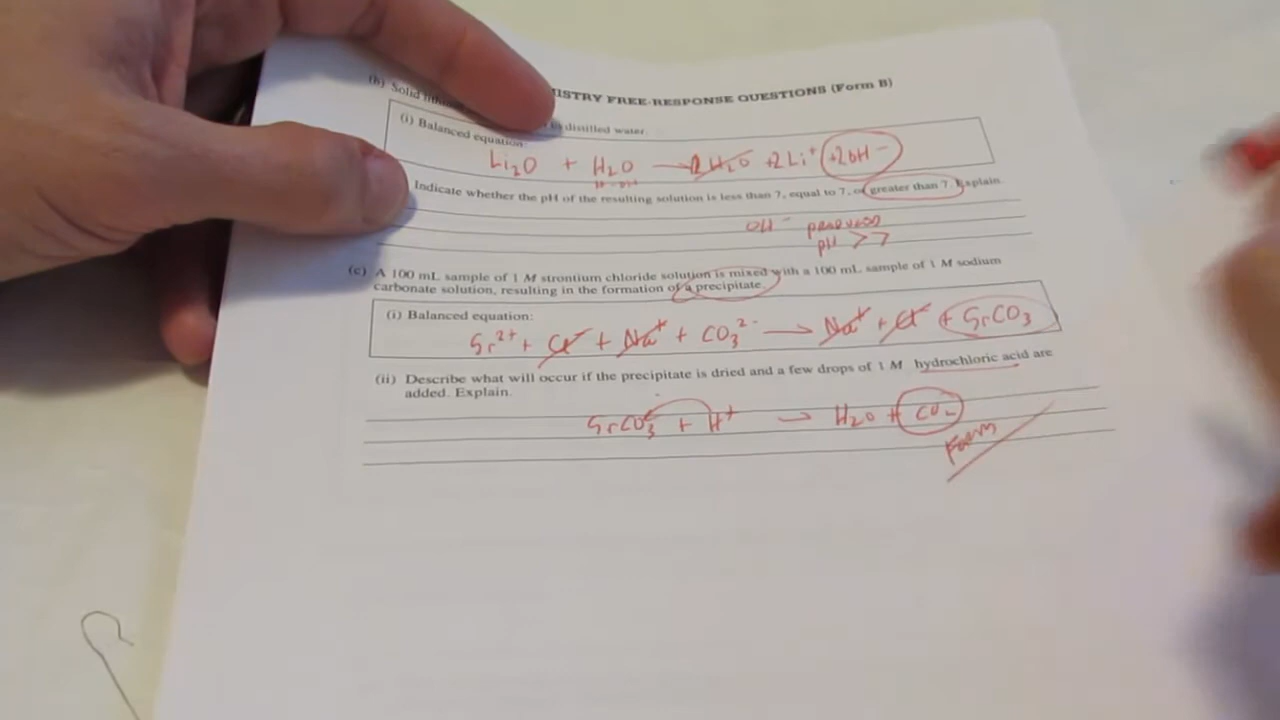 ISTRY FREE-RESPONSE QUESTIONS (Form B)
(b) Solid distilled water.
(i) Balanced equation:
Li₂O + H₂O → 2H₂O + 2Li⁺ + 2OH⁻
Indicate whether the pH of the resulting solution is less than 7, equal to 7, or greater than 7. Explain.
OH⁻
pH > 7
(c) A 100 mL sample of 1 M strontium chloride solution is mixed with a 100 mL sample of 1 M sodium
carbonate solution, resulting in the formation of a precipitate.
(i) Balanced equation:
Sr²⁺ + Cl⁻ + Na⁺ + CO₃²⁻ → Na⁺ + Cl⁻ + SrCO₃
(ii) Describe what will occur if the precipitate is dried and a few drops of 1 M hydrochloric acid are
added. Explain.
SrCO₃ + H⁺ → H₂O + CO₂
Foam